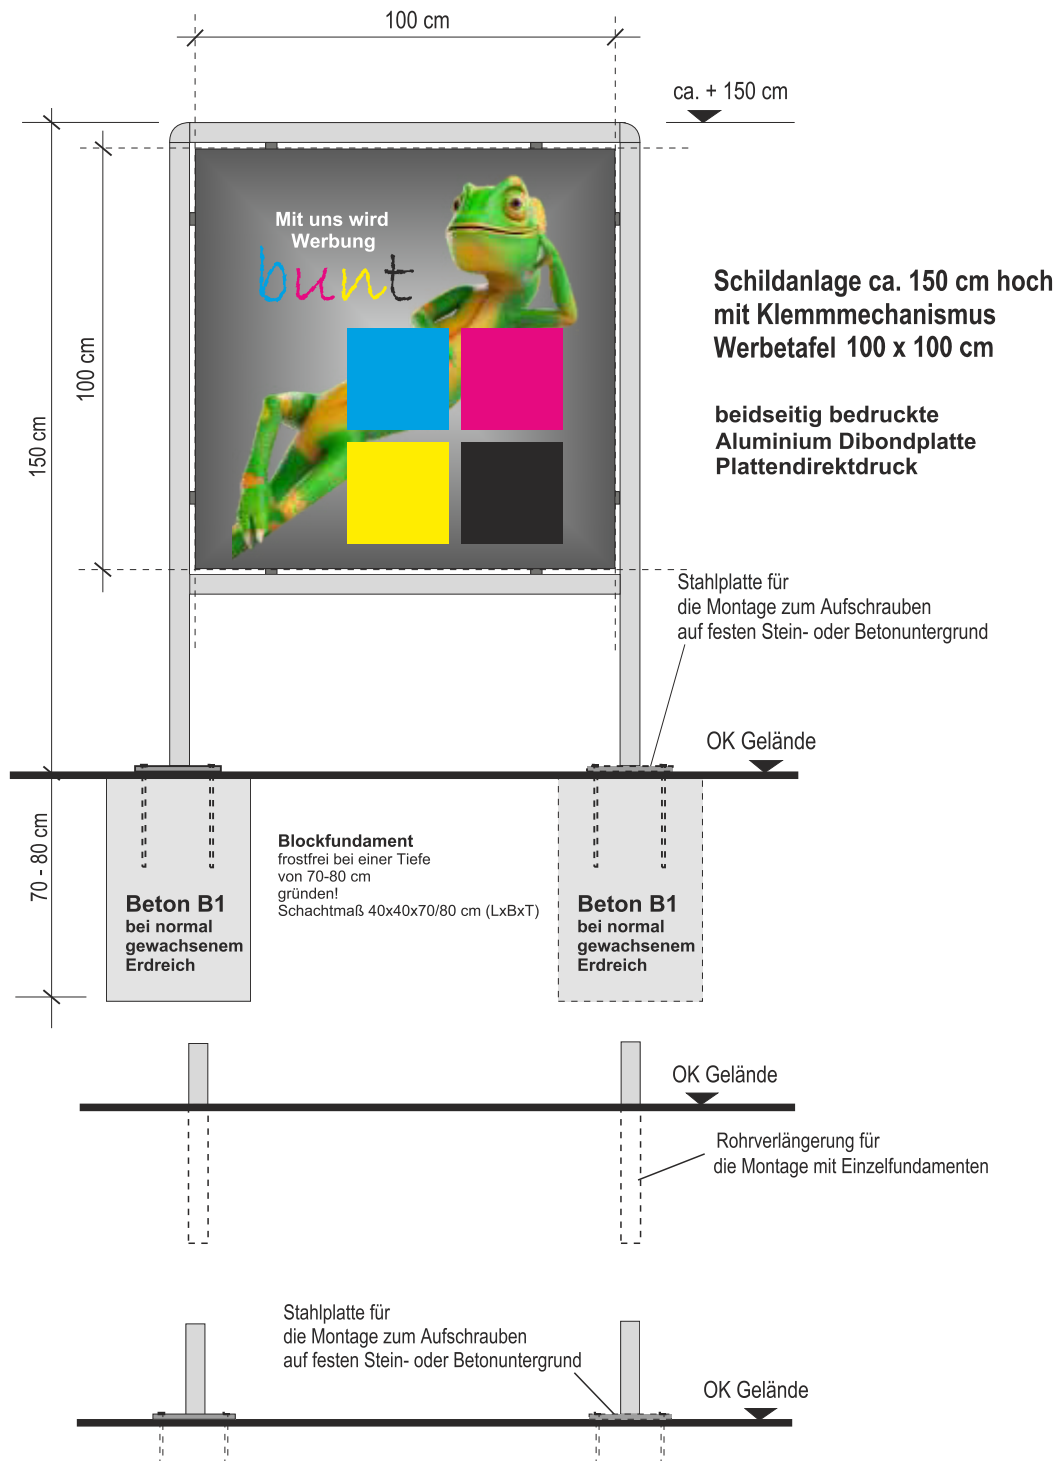 100 cm
ca. + 150 cm
Mit uns wird
Werbung
bunt
100 cm
150 cm
Schildanlage ca. 150 cm hoch
mit Klemmmechanismus
Werbetafel 100 x 100 cm
beidseitig bedruckte
Aluminium Dibondplatte
Plattendirektdruck
Stahlplatte für
die Montage zum Aufschrauben
auf festen Stein- oder Betonuntergrund
OK Gelände
70 - 80 cm
Blockfundament
frostfrei bei einer Tiefe
von 70-80 cm
gründen!
Schachtmaß 40x40x70/80 cm (LxBxT)
Beton B1
bei normal
gewachsenem
Erdreich
Beton B1
bei normal
gewachsenem
Erdreich
OK Gelände
Rohrverlängerung für
die Montage mit Einzelfundamenten
Stahlplatte für
die Montage zum Aufschrauben
auf festen Stein- oder Betonuntergrund
OK Gelände